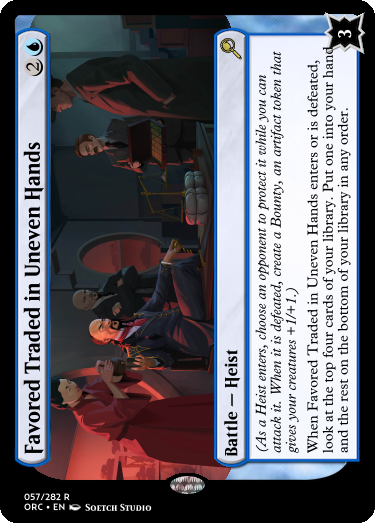 Favored Traded in Uneven Hands
2
Battle — Heist
(As a Heist enters, choose an opponent to protect it while you can
attack it. When it is defeated, create a Bounty, an artifact token that
gives your creatures +1/+1.)
When Favored Traded in Uneven Hands enters or is defeated,
look at the top four cards of your library. Put one into your hand
and the rest on the bottom of your library in any order.
3
057/282 R
ORC • EN Soetch Studio